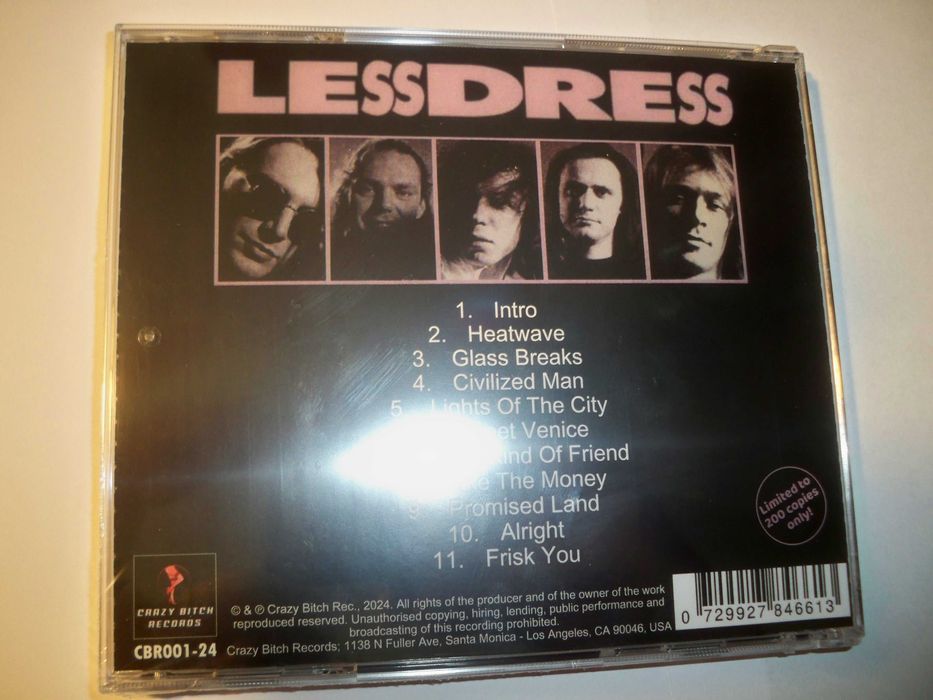 LESSDRESS
1. Intro
2. Heatwave
3. Glass Breaks
4. Civilized Man
5 Lights Of The City
Venice
Kind Of Friend
The Money
9 Promised Land
10. Alright
11. Frisk You
Limited to
200 copies
only!
CRAZY BITCH
RECORDS
CBR001-24
© & ℗ Crazy Bitch Rec., 2024. All rights of the producer and of the owner of the work
reproduced reserved. Unauthorised copying, hiring, lending, public performance and
broadcasting of this recording prohibited.
Crazy Bitch Records; 1138 N Fuller Ave, Santa Monica - Los Angeles, CA 90046, USA
0 729927 846613